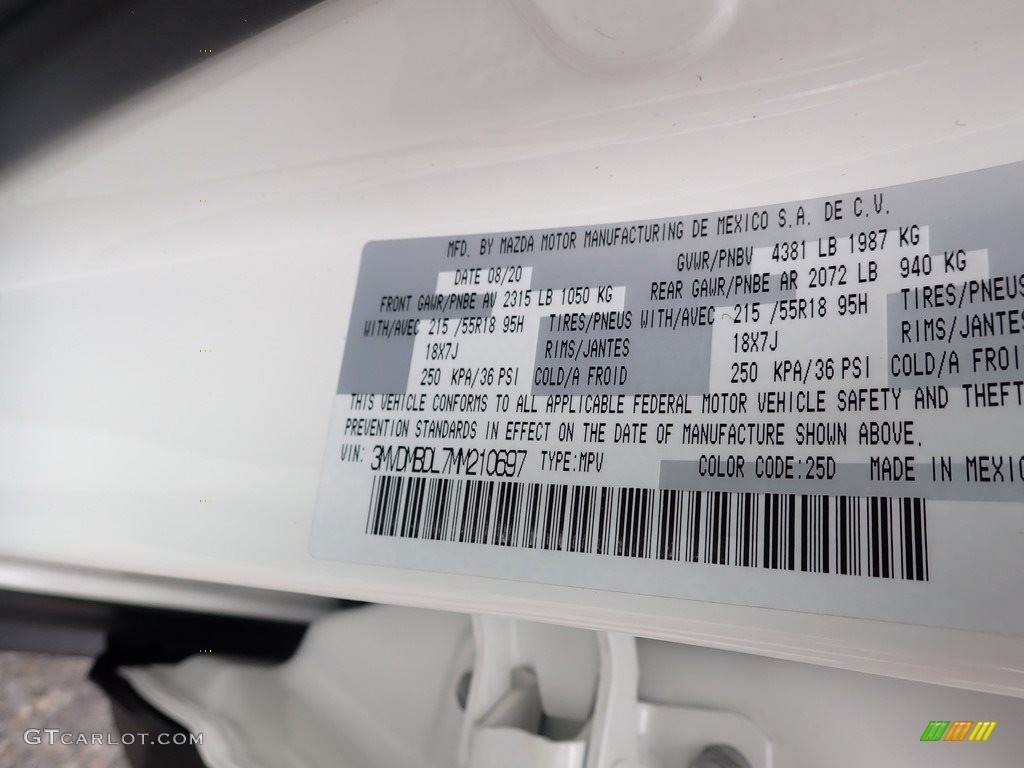 MFD. BY MAZDA MOTOR MANUFACTURING DE MEXICO S.A. DE C.V.
DATE 08/20 GVWR/PNBV 4381 LB 1987 KG
FRONT GAWR/PNBE AV 2315 LB 1050 KG REAR GAWR/PNBE AR 2072 LB 940 KG
WITH/AVEC 215 /55R18 95H TIRES/PNEUS WITH/AVEC 215 /55R18 95H TIRES/PNEUS
18X7J RIMS/JANTES 18X7J RIMS/JANTES
250 KPA/36 PSI COLD/A FROID 250 KPA/36 PSI COLD/A FROID
THIS VEHICLE CONFORMS TO ALL APPLICABLE FEDERAL MOTOR VEHICLE SAFETY AND THEFT
PREVENTION STANDARDS IN EFFECT ON THE DATE OF MANUFACTURE SHOWN ABOVE.
VIN: 3MVDMBDL7MM210697 TYPE:MPV COLOR CODE:25D MADE IN MEXICO
GTCARLOT.COM